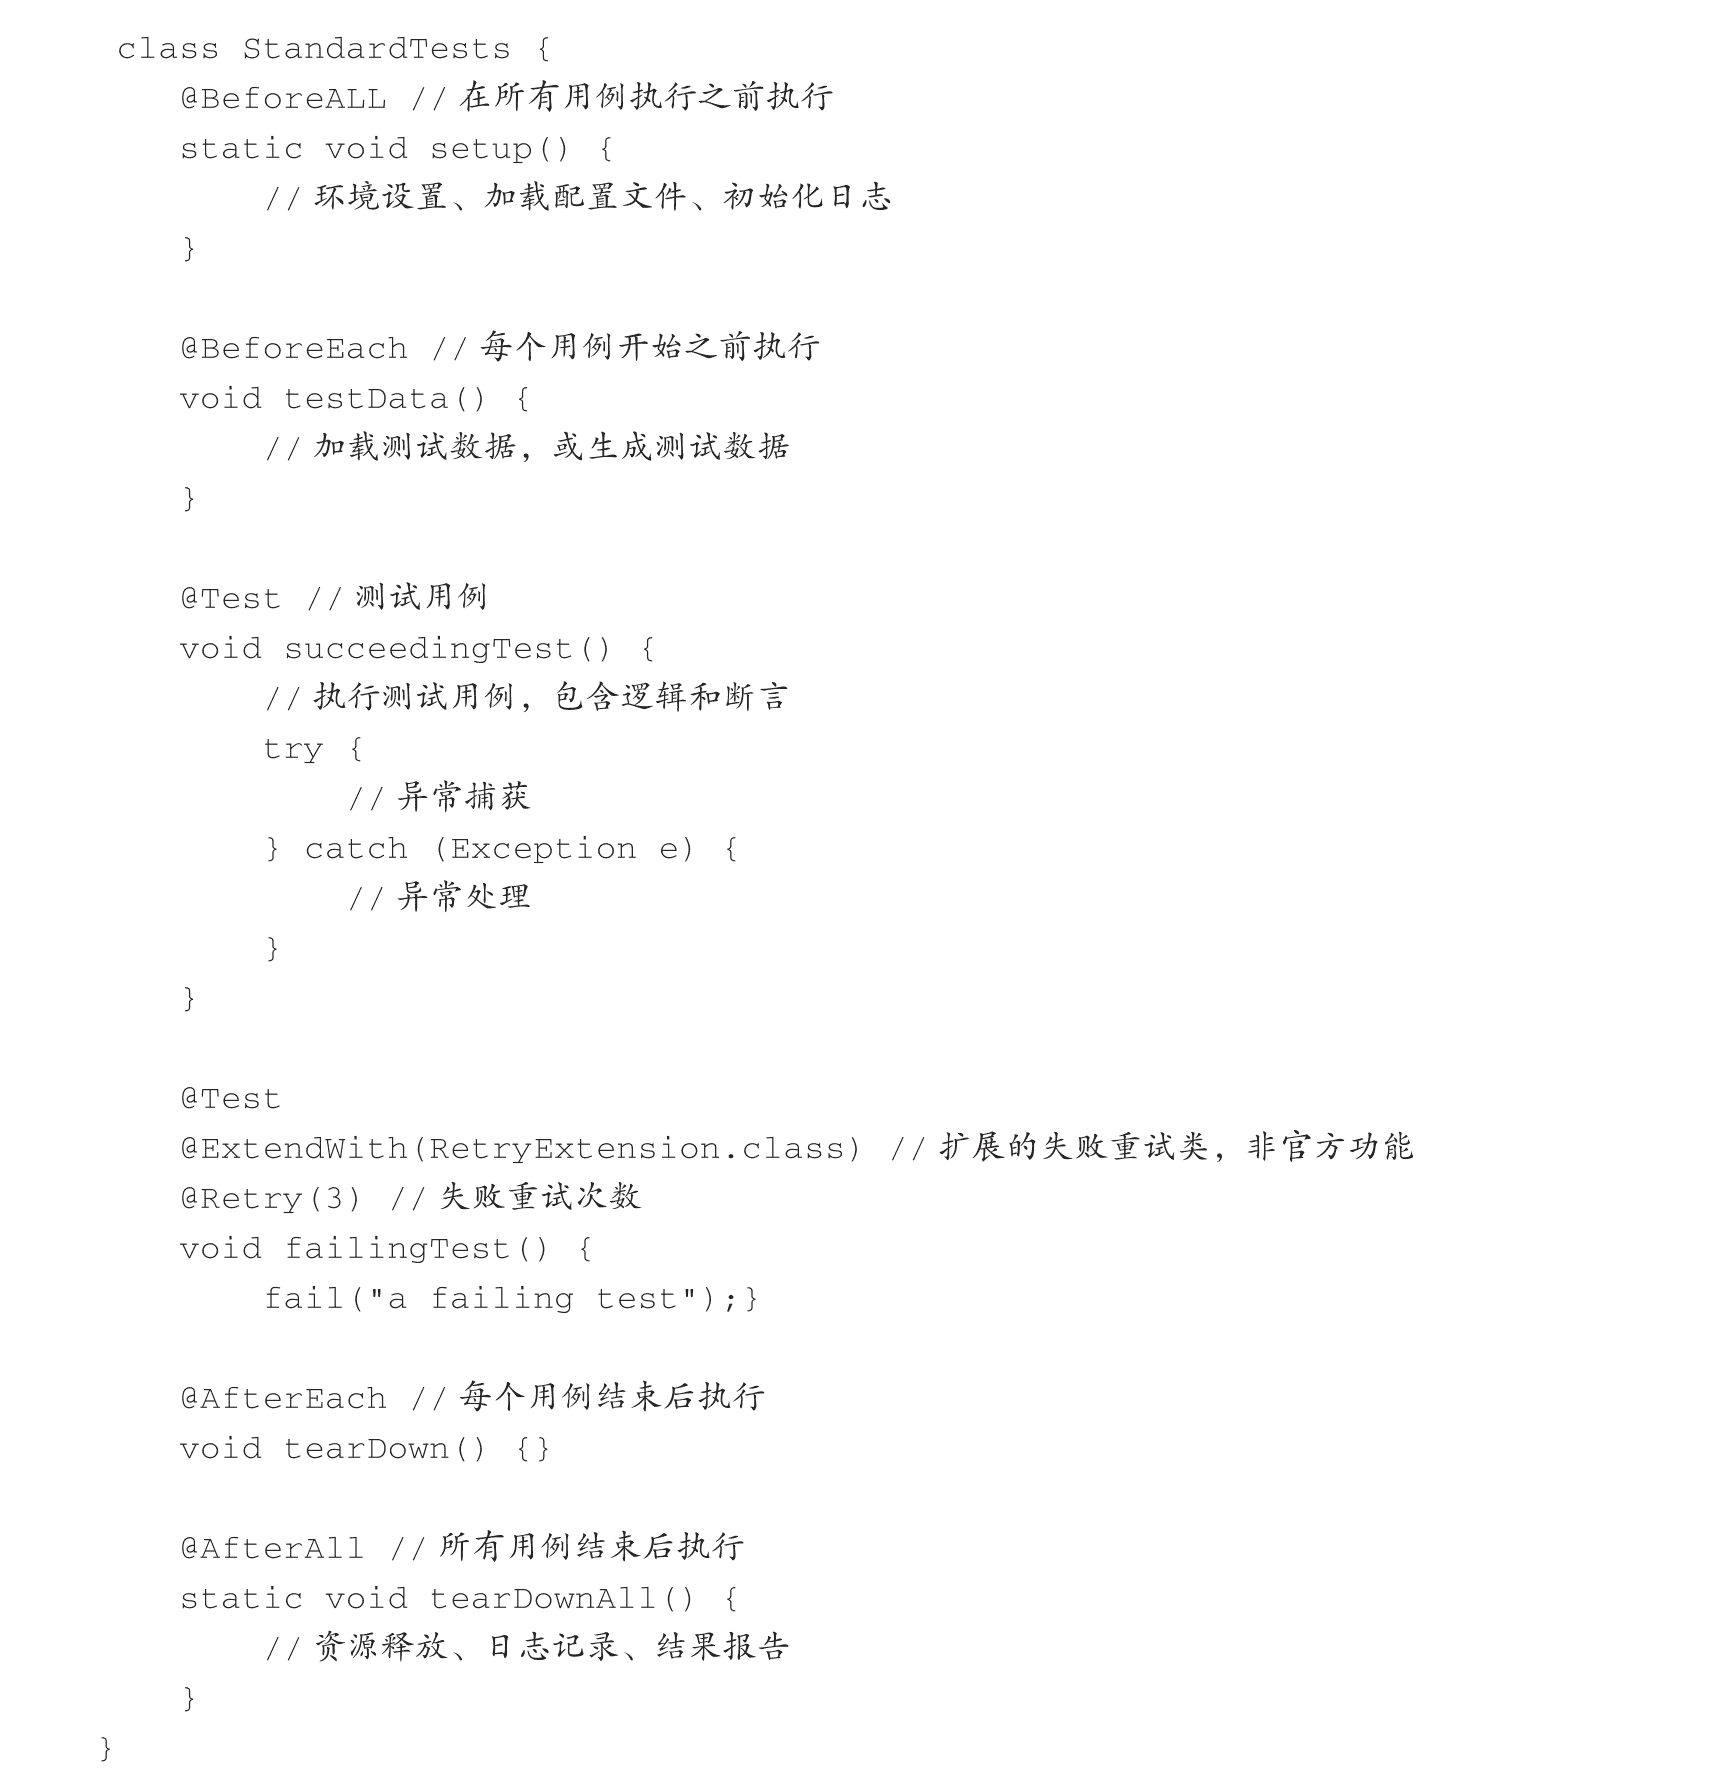 class StandardTests {
@BeforeALL // 在所有用例执行之前执行
static void setup() {
// 环境设置、加载配置文件、初始化日志
}
@BeforeEach // 每个用例开始之前执行
void testData() {
// 加载测试数据，或生成测试数据
}
@Test // 测试用例
void succeedingTest() {
// 执行测试用例，包含逻辑和断言
try {
// 异常捕获
} catch (Exception e) {
// 异常处理
}
}
@Test
@ExtendWith(RetryExtension.class) // 扩展的失败重试类，非官方功能
@Retry(3) // 失败重试次数
void failingTest() {
fail("a failing test");}
@AfterEach // 每个用例结束后执行
void tearDown() {}
@AfterAll // 所有用例结束后执行
static void tearDownAll() {
// 资源释放、日志记录、结果报告
}
}